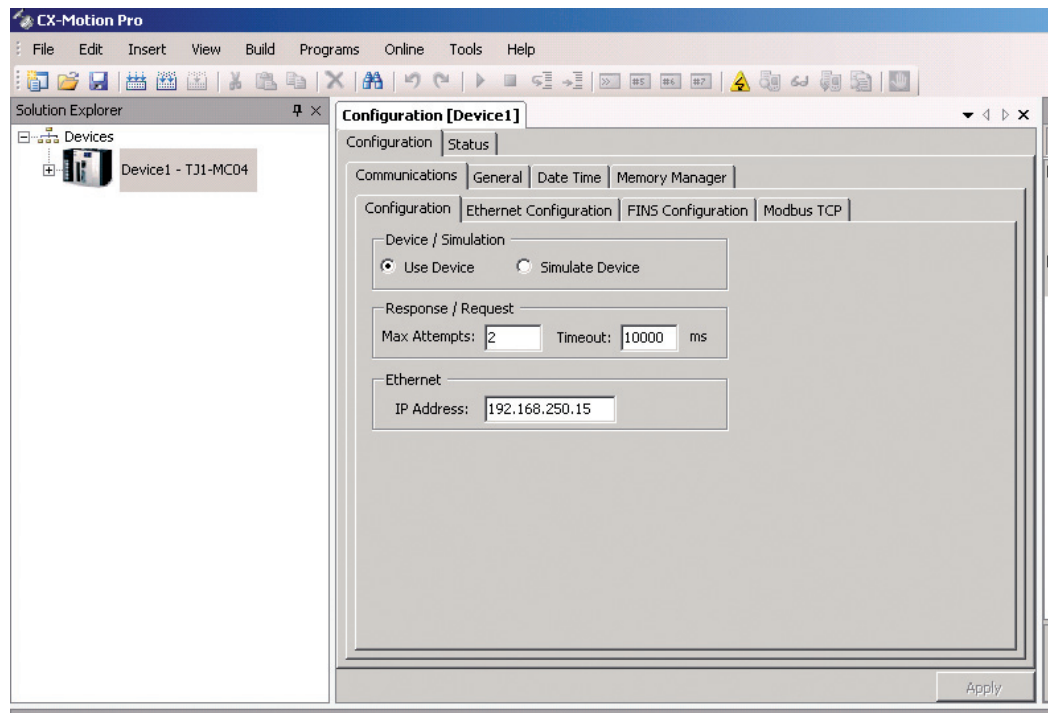 CX-Motion Pro
File Edit Insert View Build Programs Online Tools Help
>> #5 #6 #7
Solution Explorer
Devices
Device1 - TJ1-MC04
Configuration [Device1]
Configuration Status
Communications General Date Time Memory Manager
Configuration Ethernet Configuration FINS Configuration Modbus TCP
Device / Simulation
Use Device Simulate Device
Response / Request
Max Attempts: 2 Timeout: 10000 ms
Ethernet
IP Address: 192.168.250.15
Apply